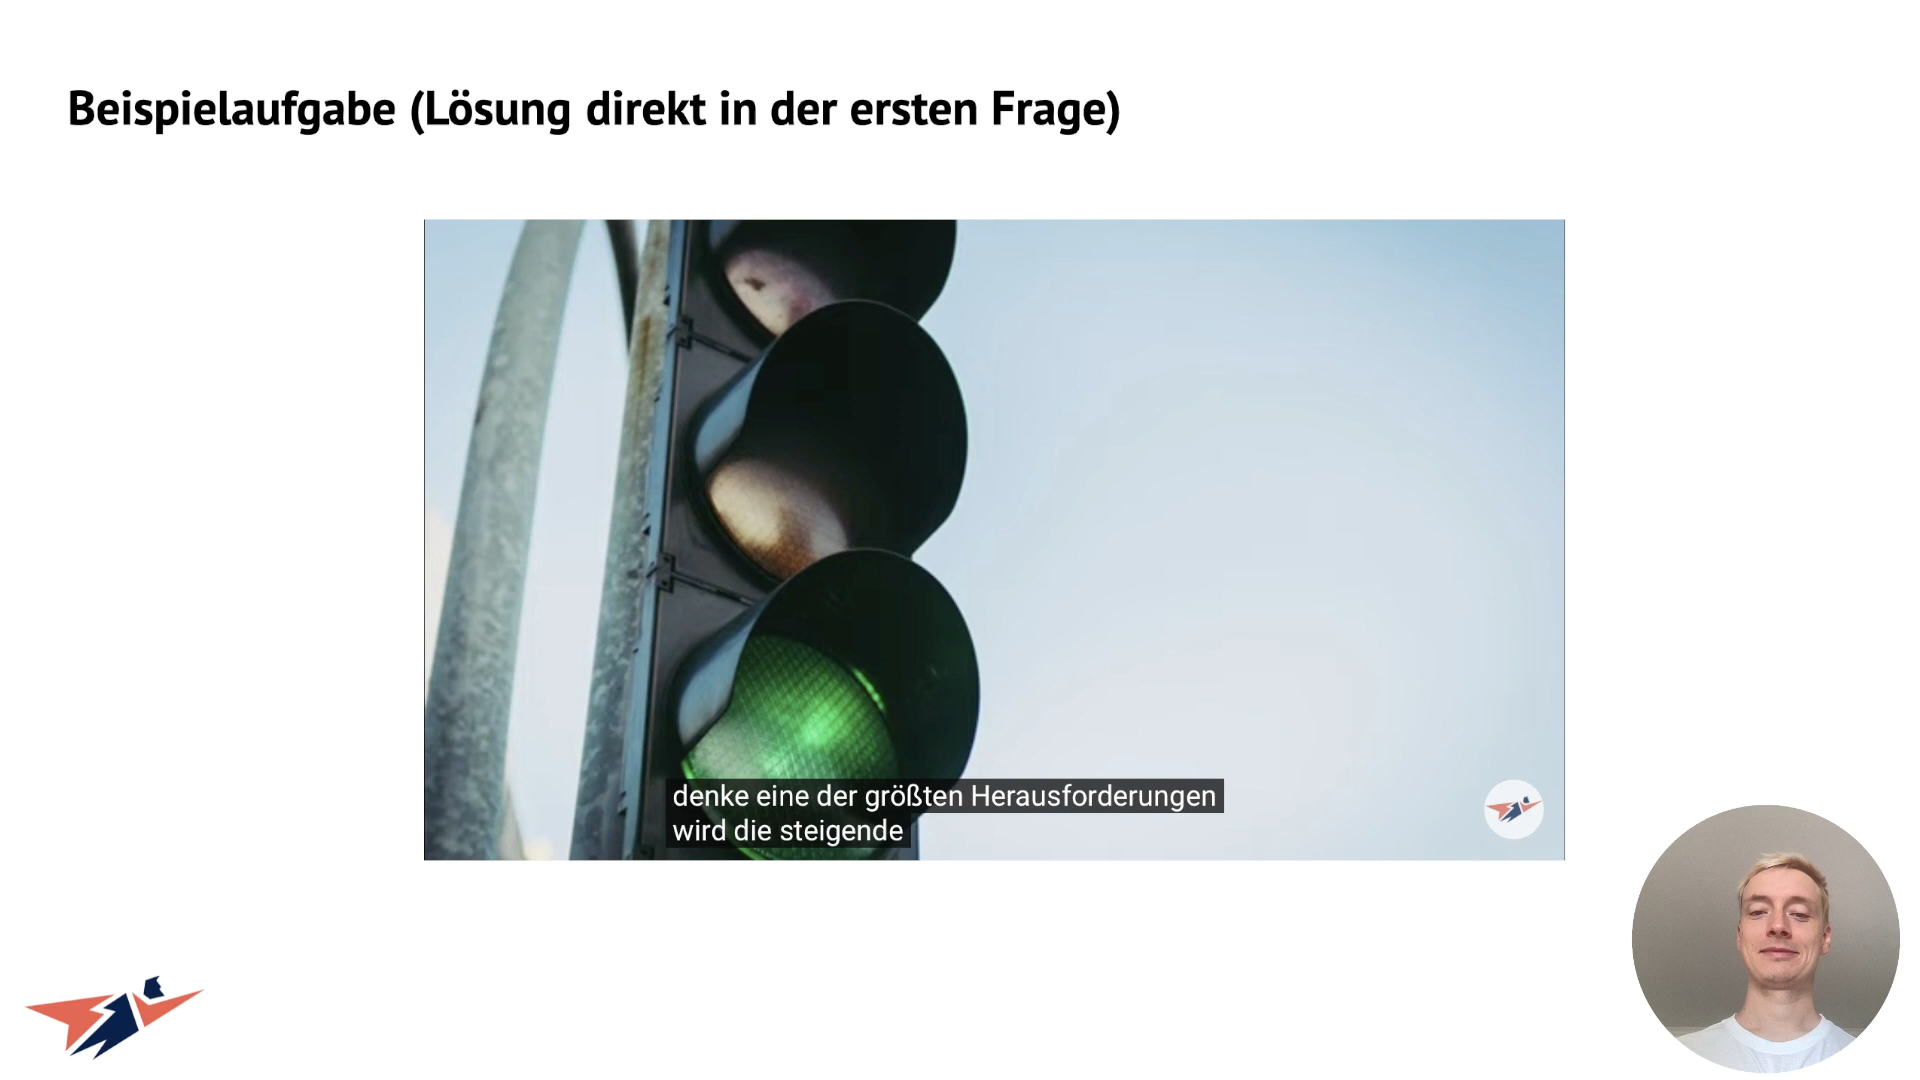 Beispielaufgabe (Lösung direkt in der ersten Frage)
denke eine der größten Herausforderungen
wird die steigende